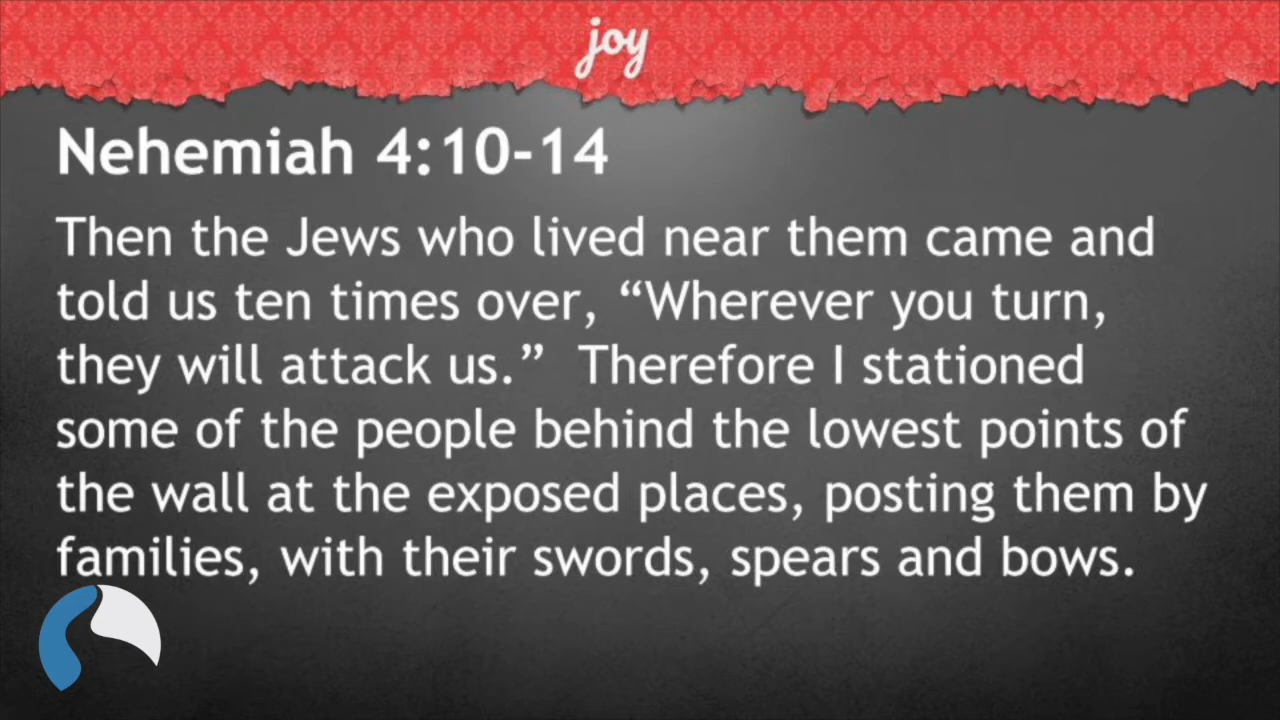 joy
Nehemiah 4:10-14
Then the Jews who lived near them came and
told us ten times over, “Wherever you turn,
they will attack us.”  Therefore I stationed
some of the people behind the lowest points of
the wall at the exposed places, posting them by
families, with their swords, spears and bows.